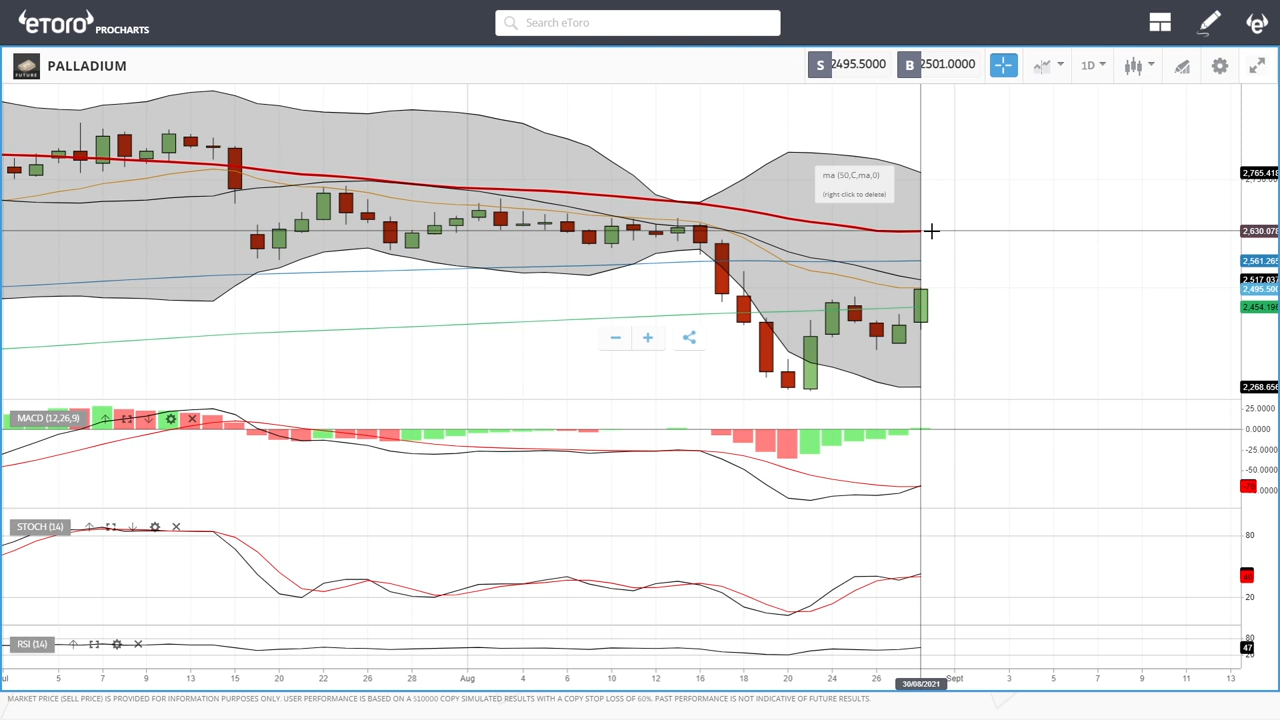 eTORO PROCHARTS
Search eToro
FUTURE
PALLADIUM
S 2495.5000 B 2501.0000
1D
ma (50,C,ma,0)
(right click to delete)
2,765.418
2,630.078
2,561.265
2,517.037
2,495.500
2,454.196
2,268.656
MACD (12,26,9)
25.0000
0.0000
-25.0000
-50.0000
STOCH (14)
80
20
RSI (14)
80
47
20
5 7 9 13 15 20 22 26 28 Aug 4 6 10 12 16 18 20 24 26 30/08/2021 Sept 3 7 9 11 13
MARKET PRICE (SELL PRICE) IS PROVIDED FOR INFORMATION PURPOSES ONLY. USER PERFORMANCE IS BASED ON A $10000 COPY SIMULATED RESULTS WITH A COPY STOP LOSS OF 60%. PAST PERFORMANCE IS NOT INDICATIVE OF FUTURE RESULTS.